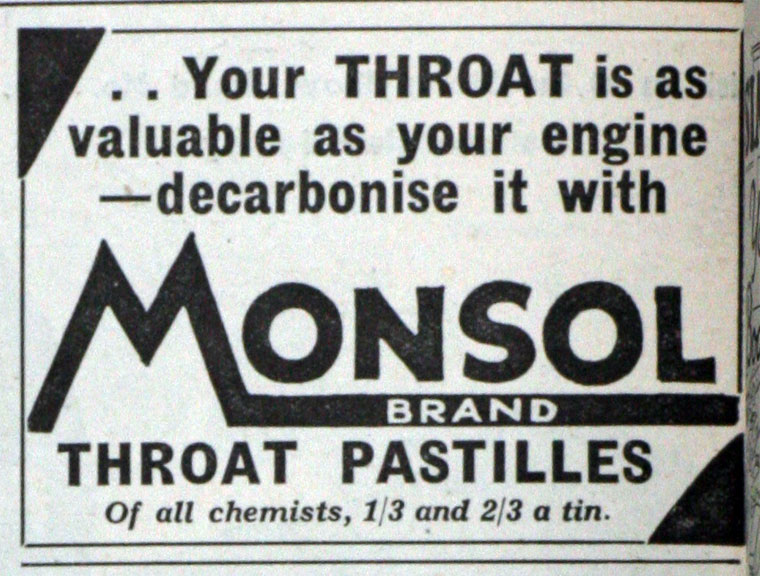 . . Your THROAT is as
valuable as your engine
—decarbonise it with
MONSOL
BRAND
THROAT PASTILLES
Of all chemists, 1/3 and 2/3 a tin.